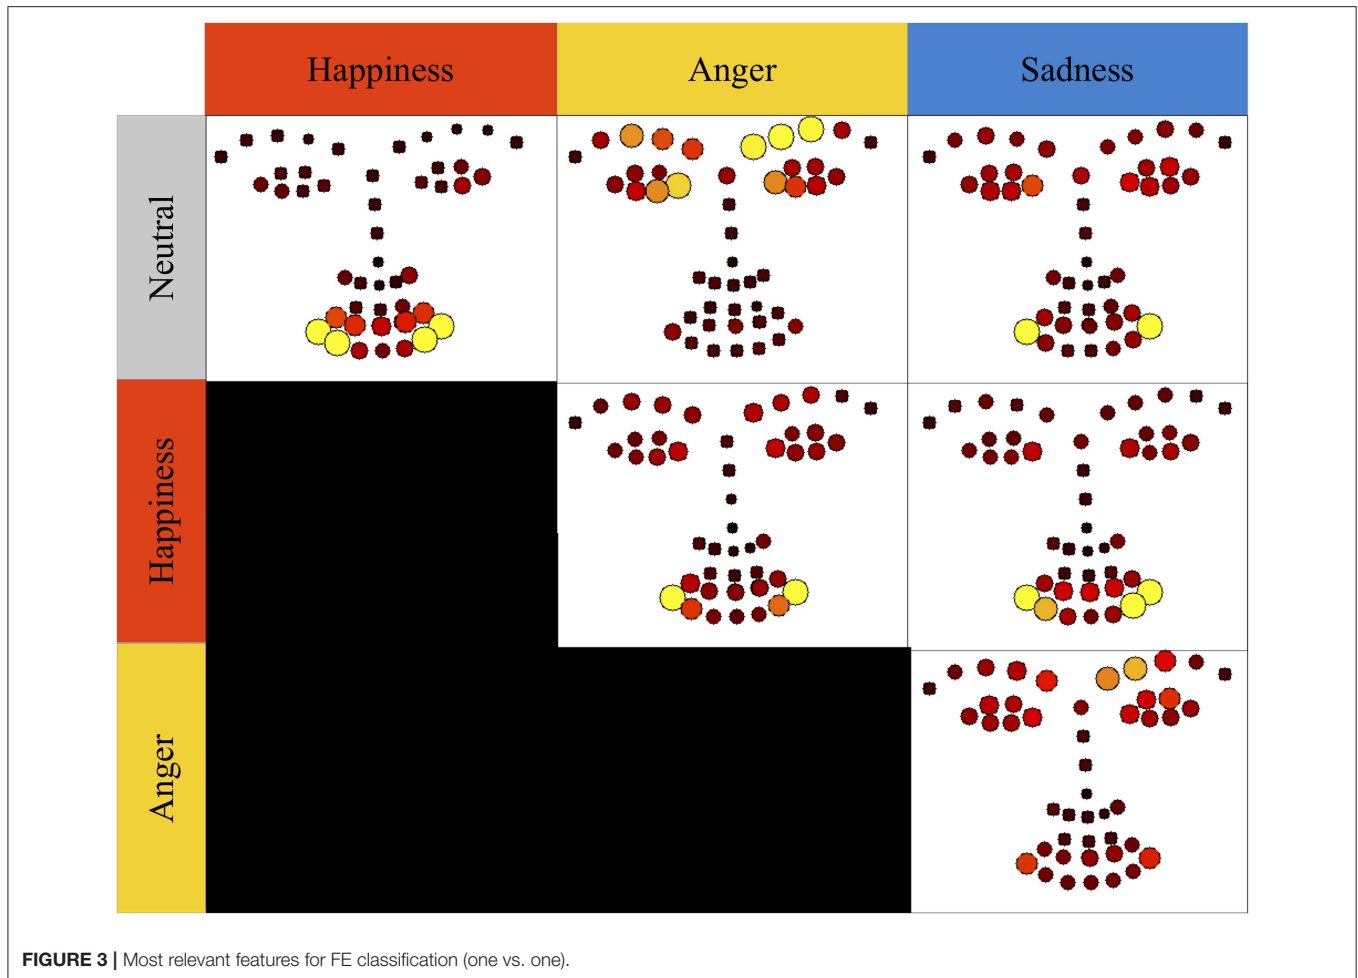 Happiness
Anger
Sadness
Neutral
Happiness
Anger
FIGURE 3 | Most relevant features for FE classification (one vs. one).